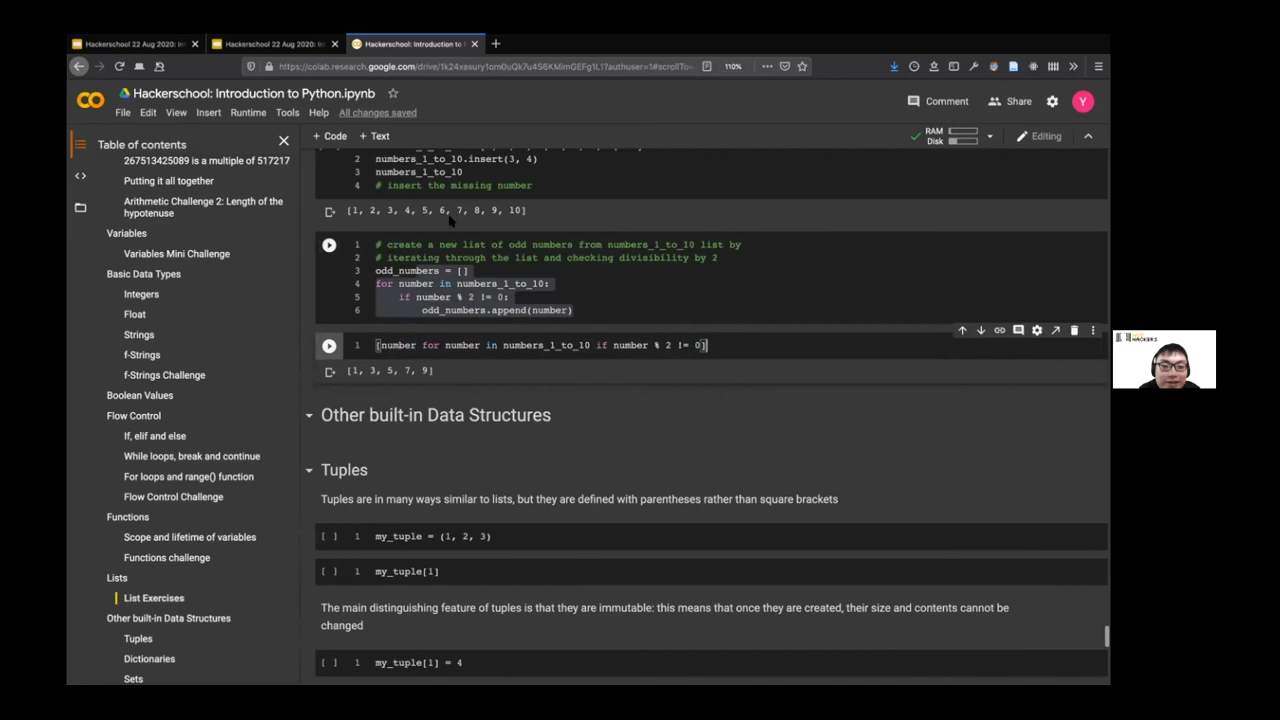 Hackerschool 22 Aug 2020: Int
Hackerschool 22 Aug 2020: Int
Hackerschool: Introduction to
110%
Hackerschool: Introduction to Python.ipynb
Comment
Share
Y
File Edit View Insert Runtime Tools Help All changes saved
+ Code + Text
RAM
Disk
Editing
Table of contents
267513425089 is a multiple of 517217
Putting it all together
Arithmetic Challenge 2: Length of the
hypotenuse
Variables
Variables Mini Challenge
Basic Data Types
Integers
Float
Strings
f-Strings
f-Strings Challenge
Boolean Values
Flow Control
If, elif and else
While loops, break and continue
For loops and range() function
Flow Control Challenge
Functions
Scope and lifetime of variables
Functions challenge
Lists
List Exercises
Other built-in Data Structures
Tuples
Dictionaries
Sets
2 numbers_1_to_10.insert(3, 4)
3 numbers_1_to_10
4 # insert the missing number
[1, 2, 3, 4, 5, 6, 7, 8, 9, 10]
1 # create a new list of odd numbers from numbers_1_to_10 list by
2 # iterating through the list and checking divisibility by 2
3 odd_numbers = []
4 for number in numbers_1_to_10:
5 if number % 2 != 0:
6 odd_numbers.append(number)
1 [number for number in numbers_1_to_10 if number % 2 != 0]
[1, 3, 5, 7, 9]
Other built-in Data Structures
Tuples
Tuples are in many ways similar to lists, but they are defined with parentheses rather than square brackets
[ ] 1 my_tuple = (1, 2, 3)
[ ] 1 my_tuple[1]
The main distinguishing feature of tuples is that they are immutable: this means that once they are created, their size and contents cannot be
changed
[ ] 1 my_tuple[1] = 4
HACKERS